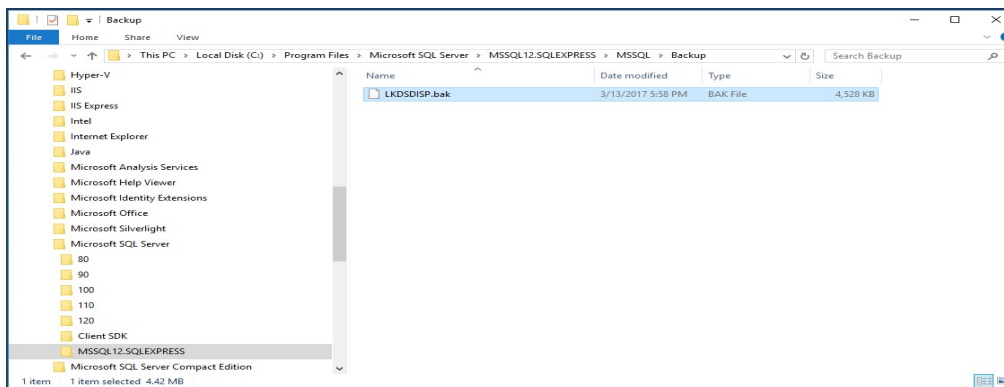 Backup
File Home Share View
This PC > Local Disk (C:) > Program Files > Microsoft SQL Server > MSSQL12.SQLEXPRESS > MSSQL > Backup
Search Backup
Hyper-V
IIS
IIS Express
Intel
Internet Explorer
Java
Microsoft Analysis Services
Microsoft Help Viewer
Microsoft Identity Extensions
Microsoft Office
Microsoft Silverlight
Microsoft SQL Server
80
90
100
110
120
Client SDK
MSSQL12.SQLEXPRESS
Microsoft SQL Server Compact Edition
Name Date modified Type Size
LKDSDISP.bak 3/13/2017 5:58 PM BAK File 4,528 KB
1 item 1 item selected 4.42 MB